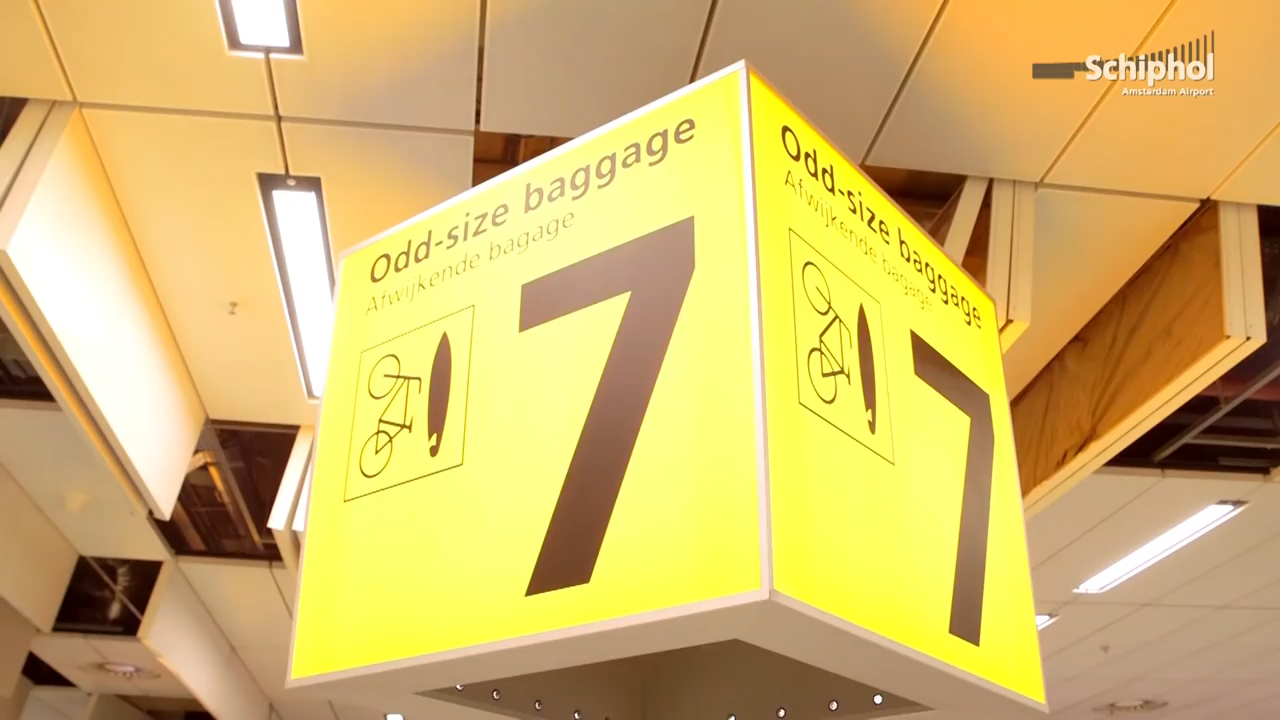 Schiphol
Amsterdam Airport
Odd-size baggage
Afwijkende bagage
7
Odd-size baggage
Afwijkende bagage
7